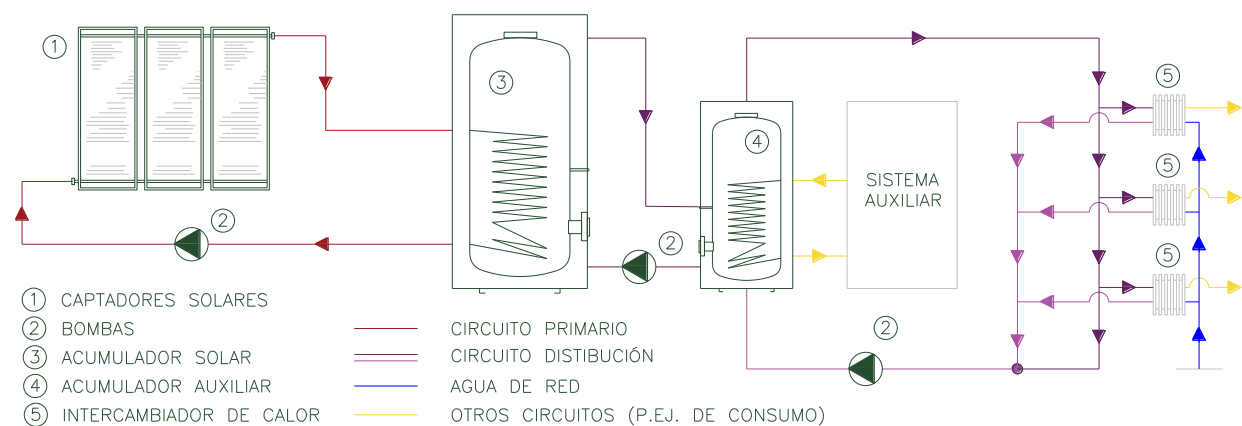 1
5
3
4
SISTEMA
AUXILIAR
5
2
2
5
1 CAPTADORES SOLARES
2 BOMBAS
3 ACUMULADOR SOLAR
4 ACUMULADOR AUXILIAR
5 INTERCAMBIADOR DE CALOR
2
CIRCUITO PRIMARIO
CIRCUITO DISTIBUCIÓN
AGUA DE RED
OTROS CIRCUITOS (P.EJ. DE CONSUMO)